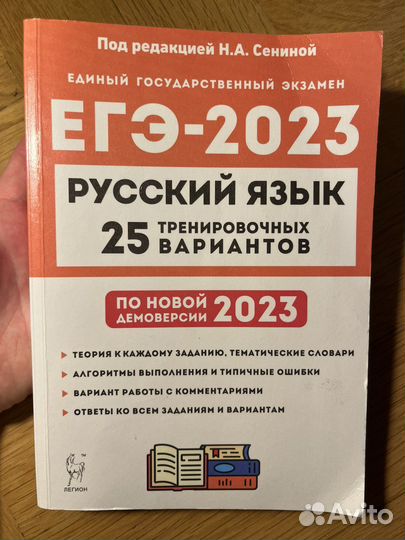 Под редакцией Н.А. Сениной
ЕДИНЫЙ ГОСУДАРСТВЕННЫЙ ЭКЗАМЕН
ЕГЭ-2023
РУССКИЙ ЯЗЫК
25 ТРЕНИРОВОЧНЫХ
ВАРИАНТОВ
ПО НОВОЙ
ДЕМОВЕРСИИ 2023
ТЕОРИЯ К КАЖДОМУ ЗАДАНИЮ, ТЕМАТИЧЕСКИЕ СЛОВАРИ
АЛГОРИТМЫ ВЫПОЛНЕНИЯ И ТИПИЧНЫЕ ОШИБКИ
ВАРИАНТ РАБОТЫ С КОММЕНТАРИЯМИ
ОТВЕТЫ КО ВСЕМ ЗАДАНИЯМ И ВАРИАНТАМ
TM
ЛЕГИОН
Avito